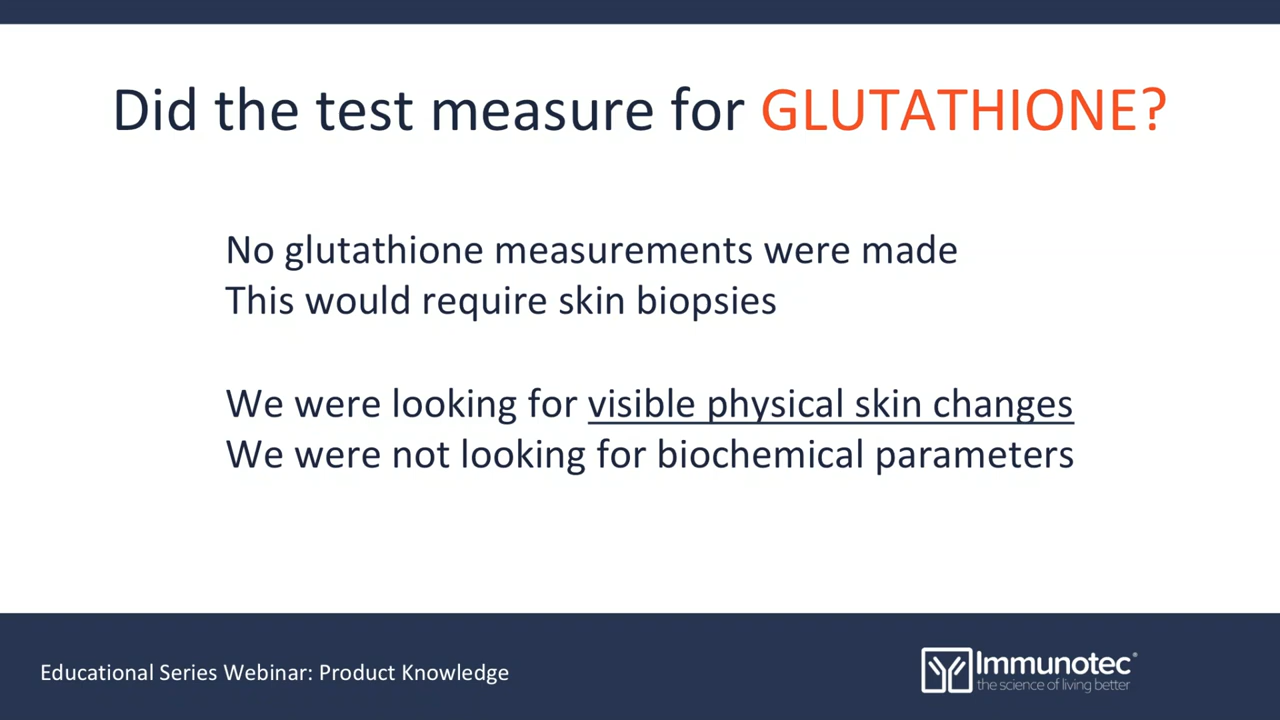 Did the test measure for GLUTATHIONE?
No glutathione measurements were made
This would require skin biopsies
We were looking for visible physical skin changes
We were not looking for biochemical parameters
Educational Series Webinar: Product Knowledge
Immunotec®
the science of living better